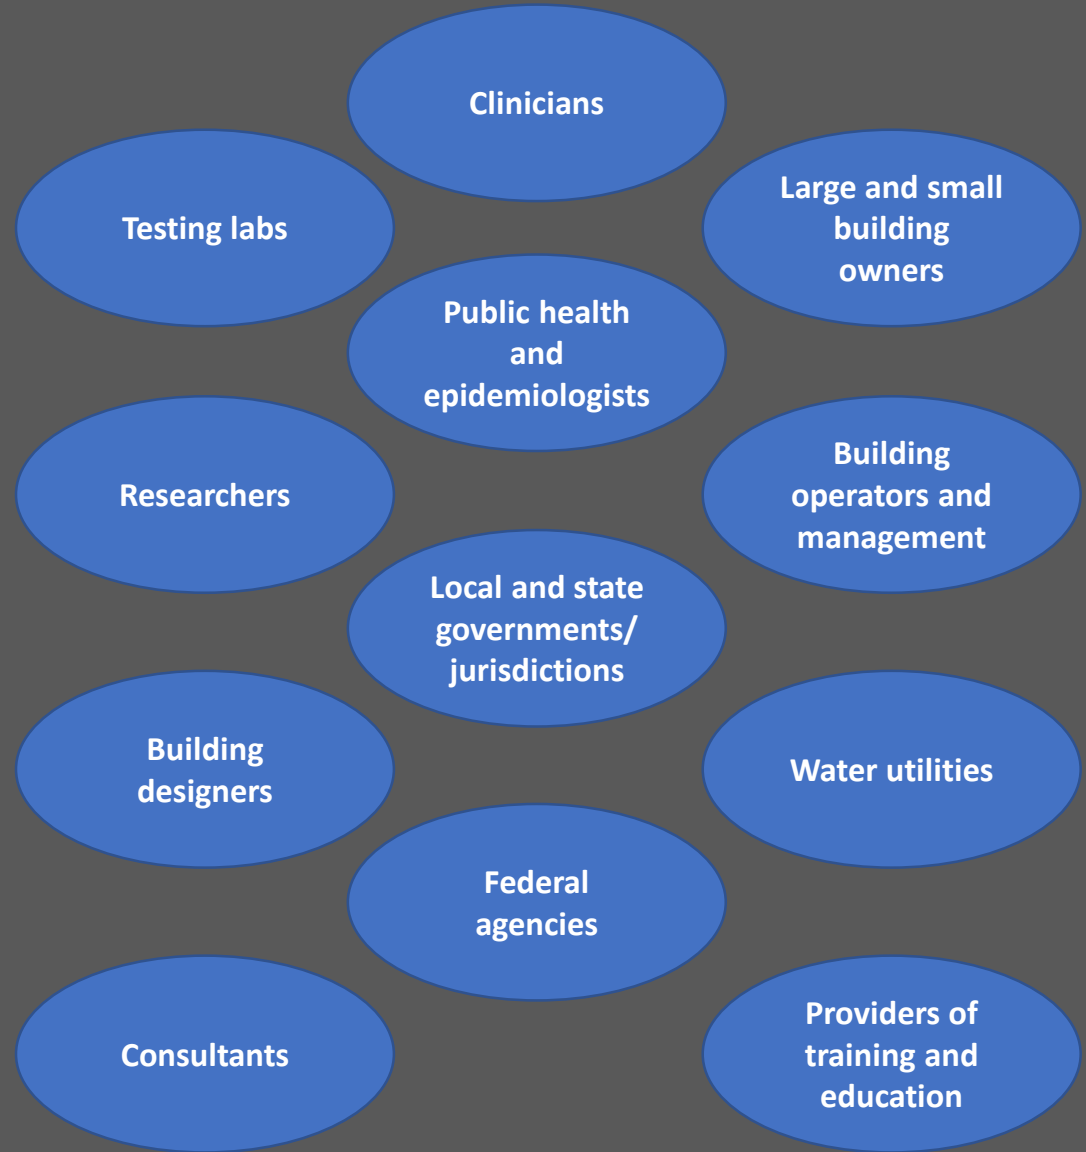 Clinicians
Testing labs
Large and small
building
owners
Public health
and
epidemiologists
Researchers
Building
operators and
management
Local and state
governments/
jurisdictions
Building
designers
Water utilities
Federal
agencies
Consultants
Providers of
training and
education